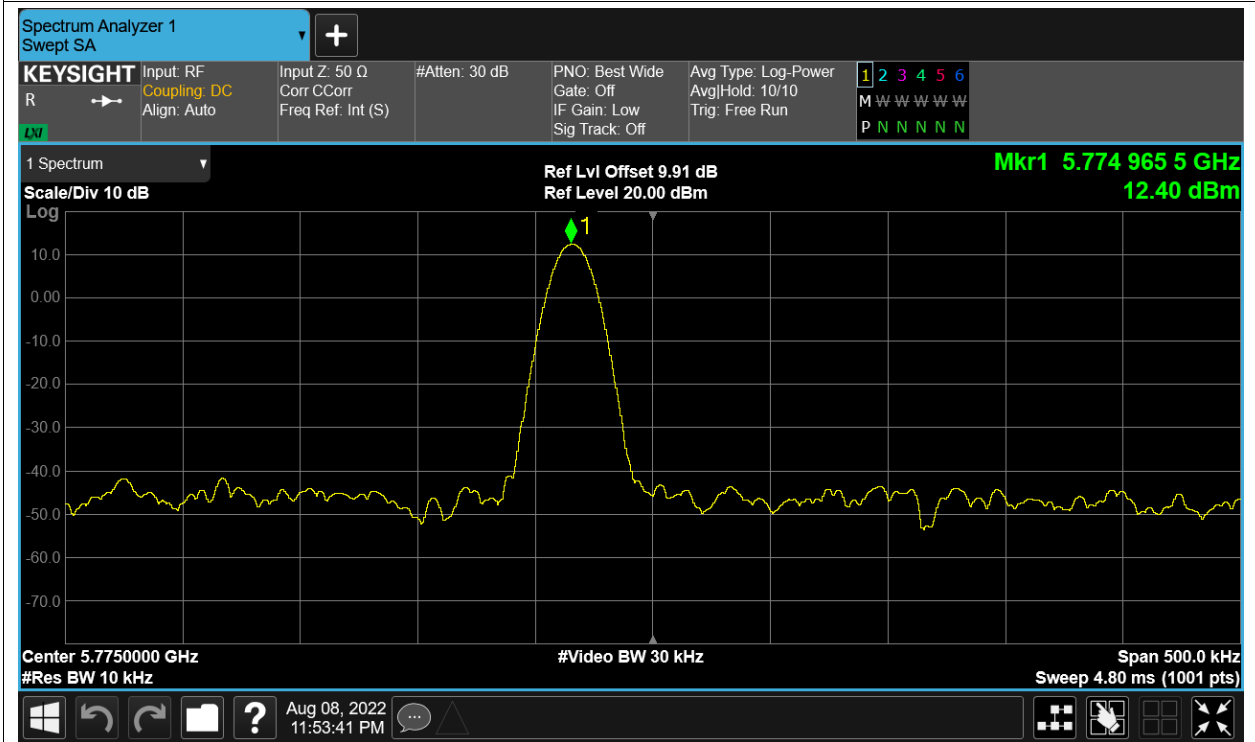 Spectrum Analyzer 1
Swept SA
KEYSIGHT
R
LXI
Input: RF
Coupling: DC
Align: Auto
Input Z: 50 Ω
Corr CCorr
Freq Ref: Int (S)
#Atten: 30 dB
PNO: Best Wide
Gate: Off
IF Gain: Low
Sig Track: Off
Avg Type: Log-Power
Avg|Hold: 10/10
Trig: Free Run
1 2 3 4 5 6
M W W W W W
P N N N N N
1 Spectrum
Scale/Div 10 dB
Log
Ref Lvl Offset 9.91 dB
Ref Level 20.00 dBm
Mkr1 5.774 965 5 GHz
12.40 dBm
1
10.0
0.00
-10.0
-20.0
-30.0
-40.0
-50.0
-60.0
-70.0
Center 5.7750000 GHz
#Res BW 10 kHz
#Video BW 30 kHz
Span 500.0 kHz
Sweep 4.80 ms (1001 pts)
?
Aug 08, 2022
11:53:41 PM